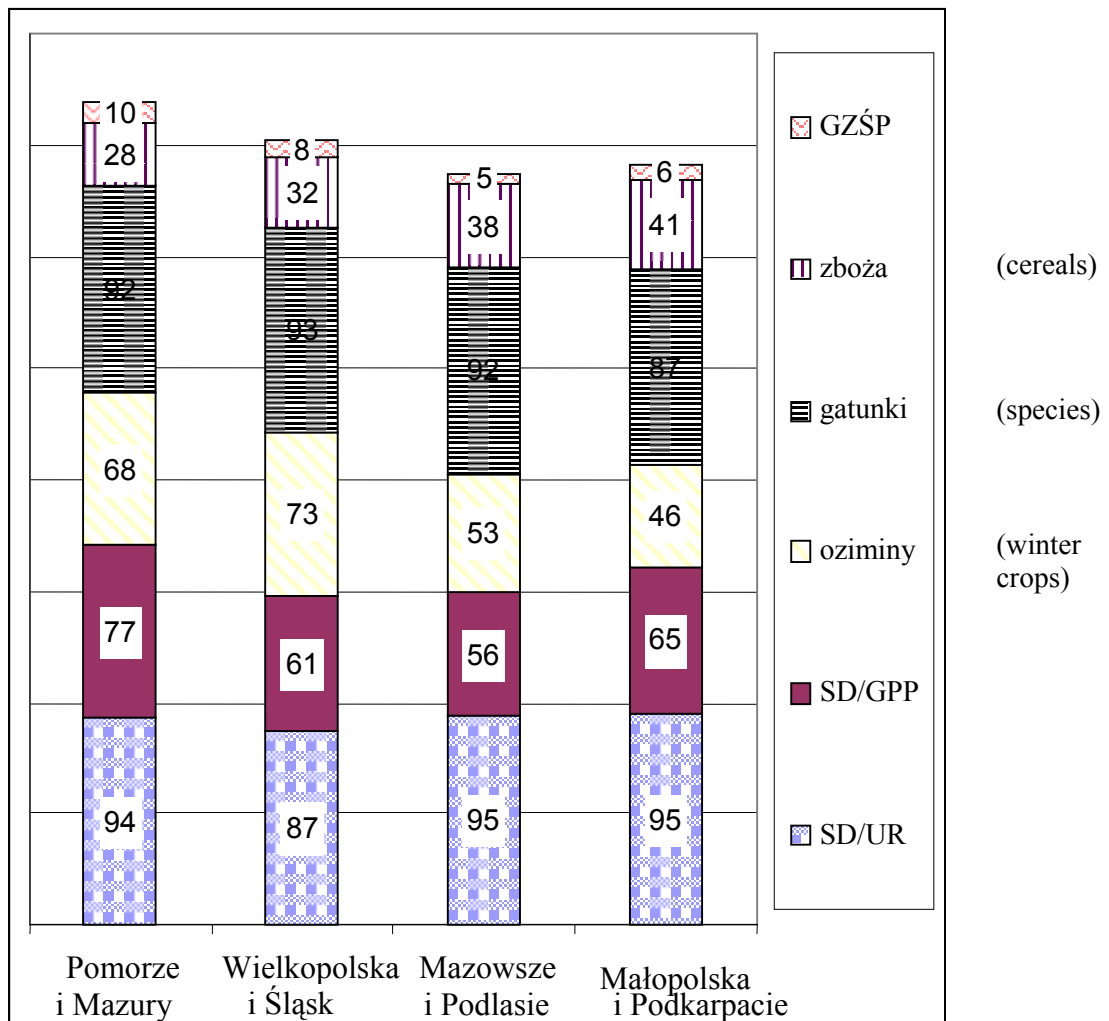 10
28
92
68
77
94
8
32
93
73
61
87
5
38
92
53
56
95
6
41
87
46
65
95
Pomorze
i Mazury
Wielkopolska
i Śląsk
Mazowsze
i Podlasie
Małopolska
i Podkarpacie
GZŚP
zboża
(cereals)
gatunki
(species)
oziminy
(winter
crops)
SD/GPP
SD/UR